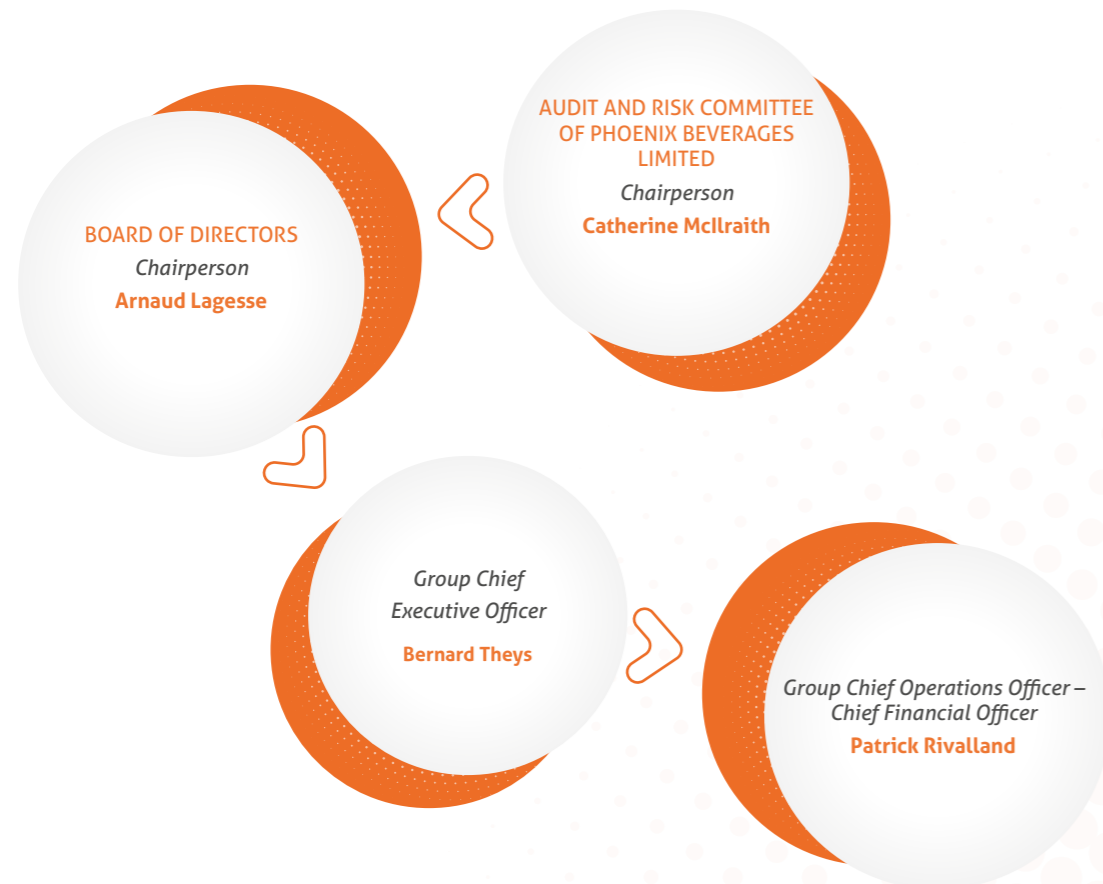 AUDIT AND RISK COMMITTEE
OF PHOENIX BEVERAGES
LIMITED
Chairperson
Catherine McIlraith
BOARD OF DIRECTORS
Chairperson
Arnaud Lagesse
Group Chief
Executive Officer
Bernard Theys
Group Chief Operations Officer –
Chief Financial Officer
Patrick Rivalland